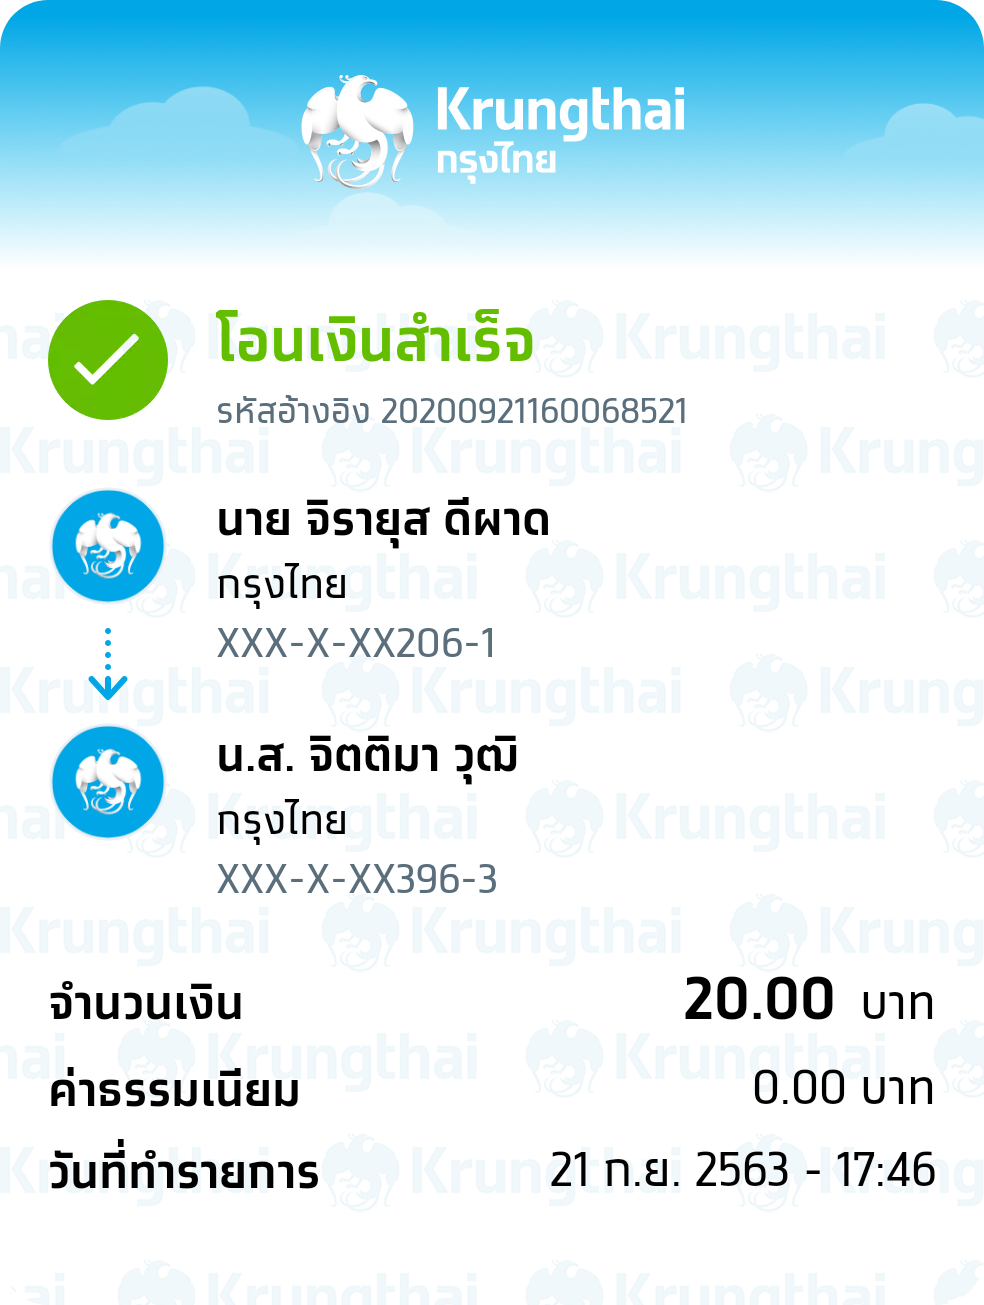 Krungthai
กรุงไทย
โอนเงินสำเร็จ
รหัสอ้างอิง 20200921160068521
นาย จิรายุส ดีผาด
กรุงไทย
XXX-X-XX206-1
น.ส. จิตติมา วุฒิ
กรุงไทย
XXX-X-XX396-3
จำนวนเงิน 20.00 บาท
ค่าธรรมเนียม 0.00 บาท
วันที่ทำรายการ 21 ก.ย. 2563 - 17:46